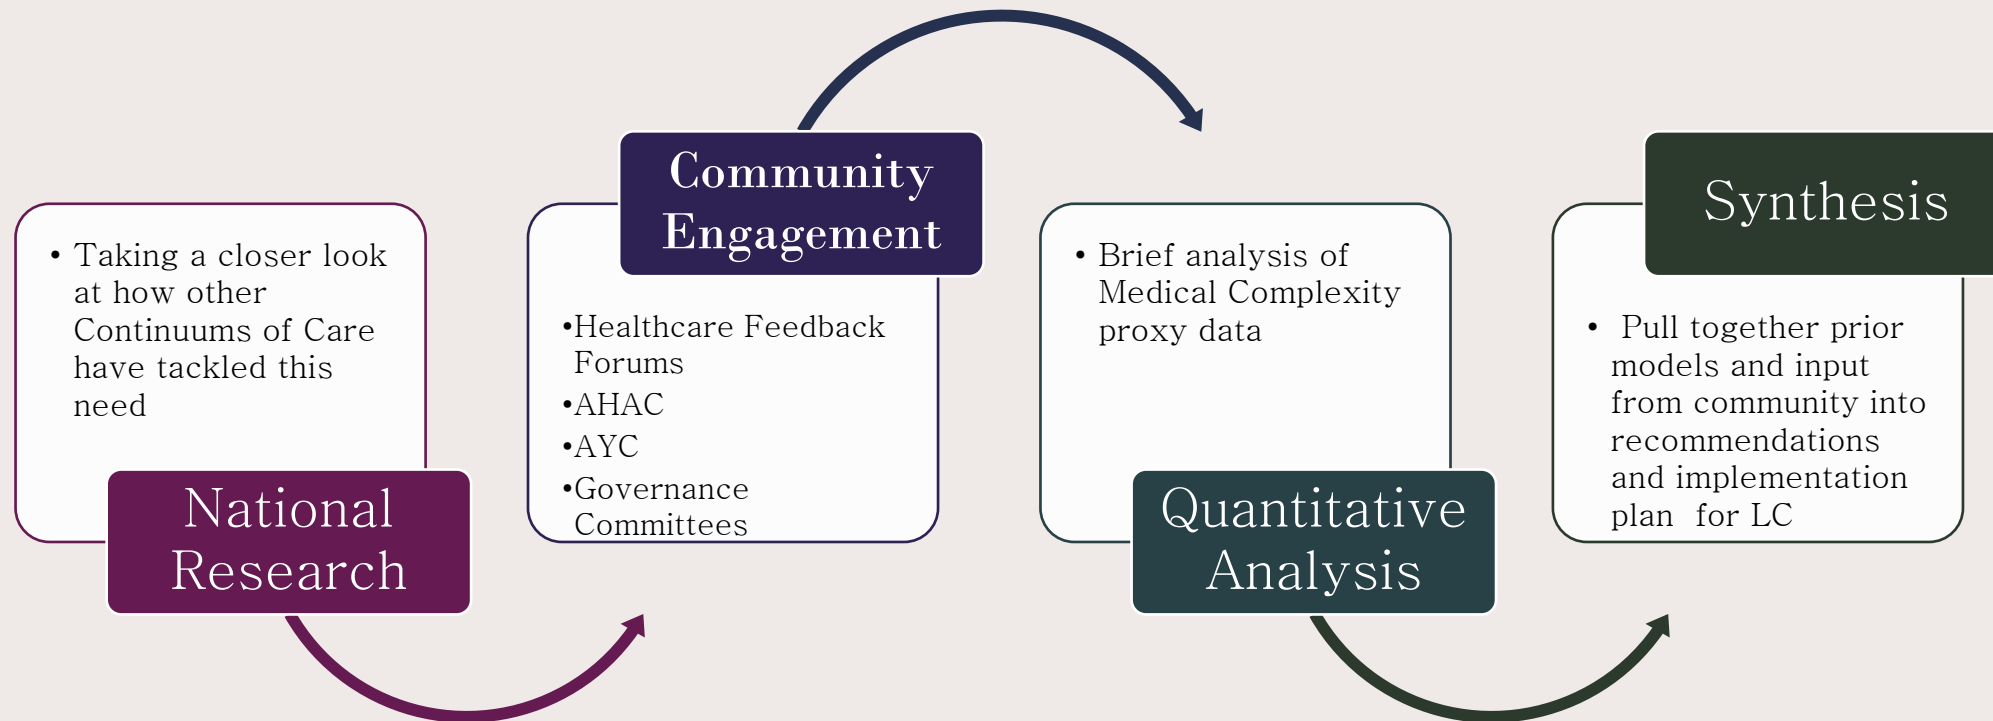 • Taking a closer look
at how other
Continuums of Care
have tackled this
need
National
Research
Community
Engagement
•Healthcare Feedback
Forums
•AHAC
•AYC
•Governance
Committees
• Brief analysis of
Medical Complexity
proxy data
Quantitative
Analysis
Synthesis
• Pull together prior
models and input
from community into
recommendations
and implementation
plan for LC